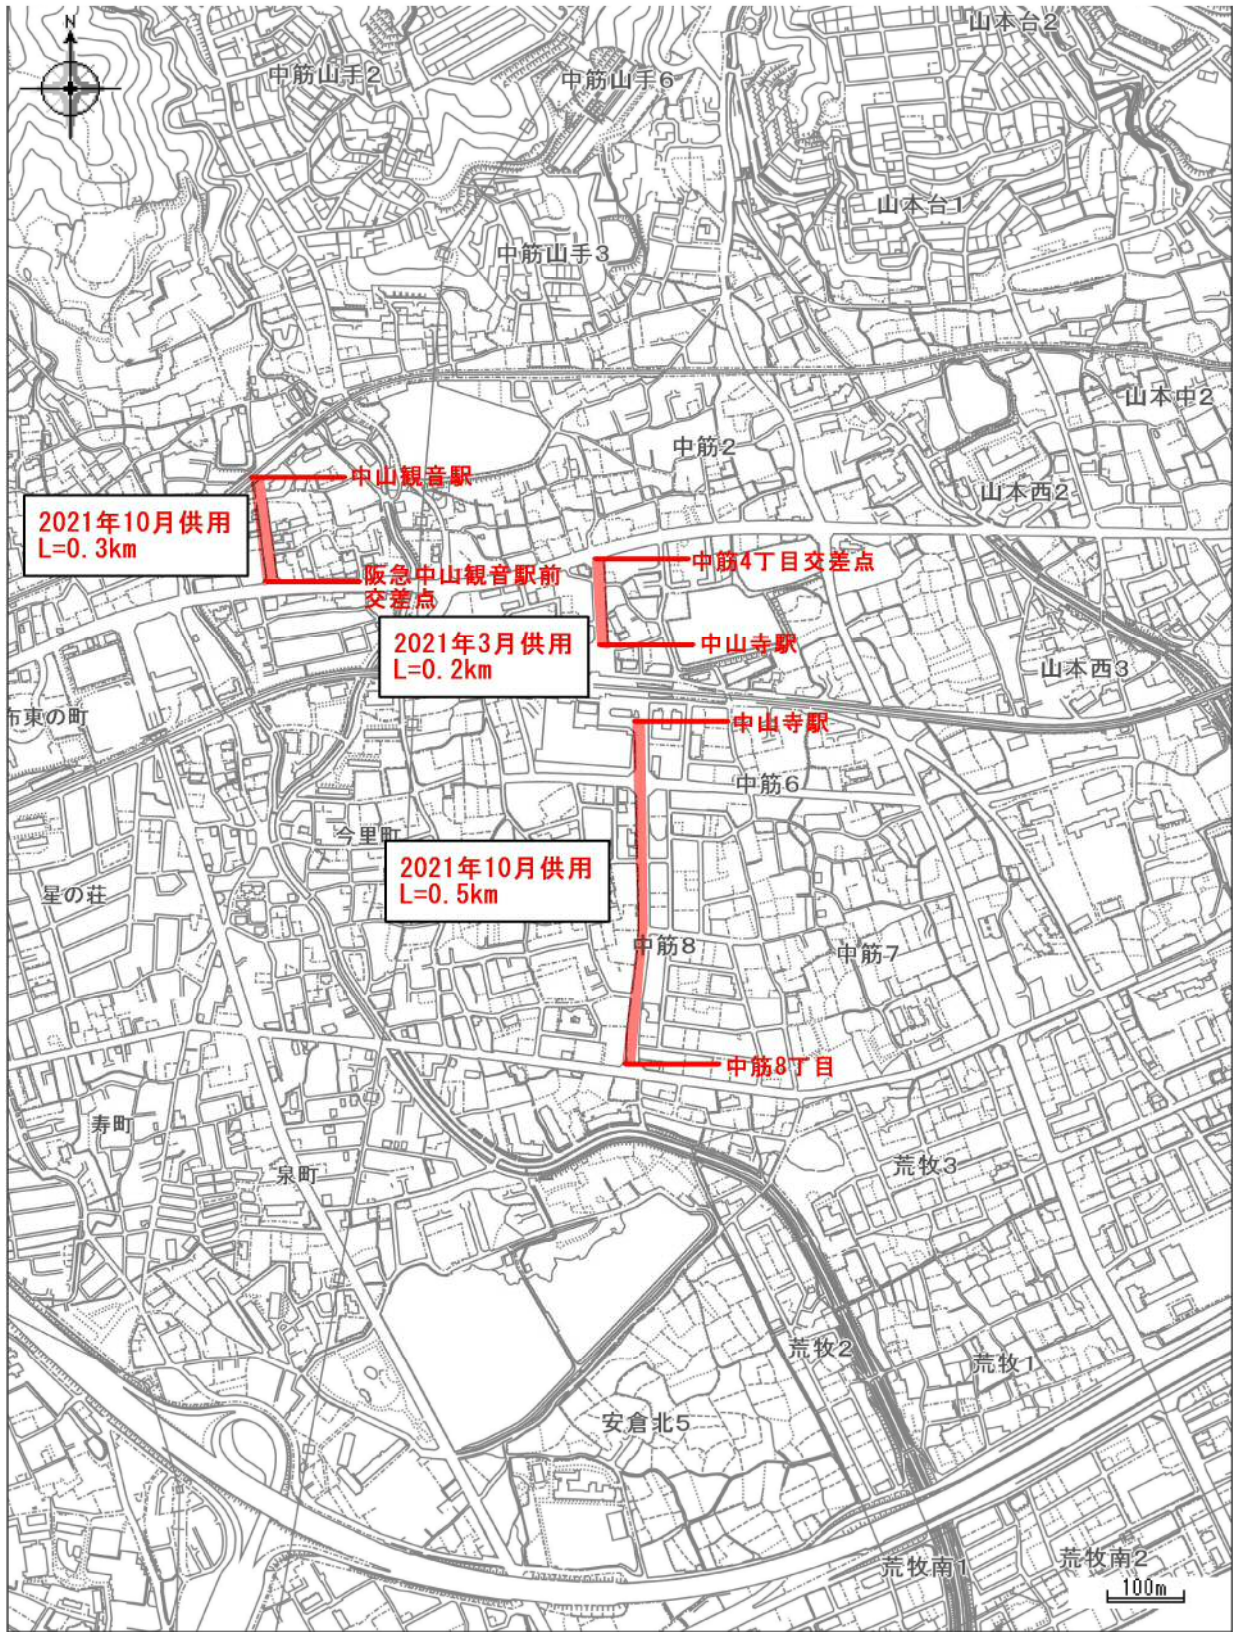 N
山本台2
中筋山手2
中筋山手6
山本台1
中筋山手3
山本中2
中筋2
中山観音駅
山本西2
2021年10月供用
L=0.3km
中筋4丁目交差点
阪急中山観音駅前
交差点
2021年3月供用
L=0.2km
中山寺駅
山本西3
布東の町
中山寺駅
中筋6
今里町
2021年10月供用
L=0.5km
星の荘
中筋8
中筋7
中筋8丁目
寿町
荒牧3
泉町
荒牧2
荒牧1
安倉北5
荒牧南1
荒牧南2
100m